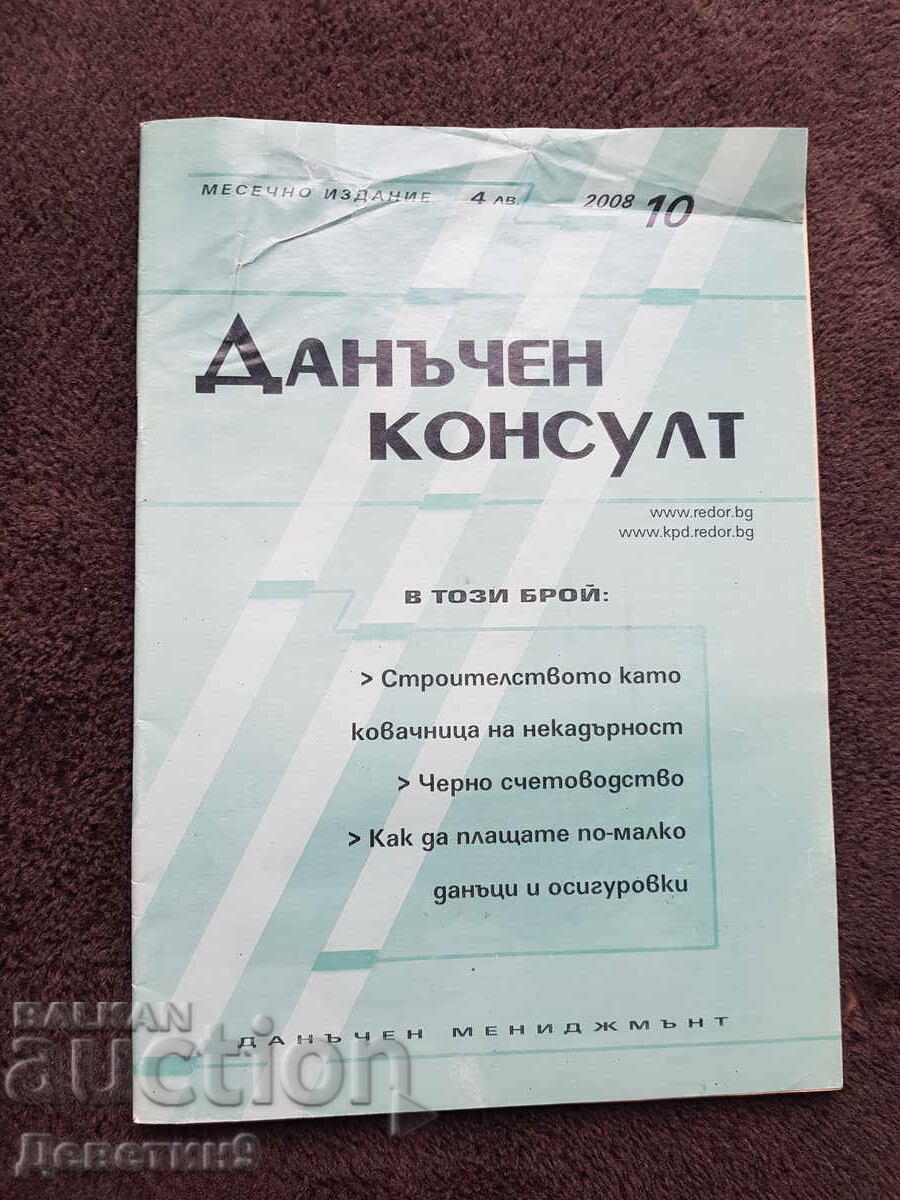 МЕСЕЧНО ИЗДАНИЕ 4 лв. 2008 10
ДАНЪЧЕН
КОНСУЛТ
www.redor.bg
www.kpd.redor.bg
В ТОЗИ БРОЙ:
> Строителството като
ковачница на некадърност
> Черно счетоводство
> Как да плащате по-малко
данъци и осигуровки
ДАНЪЧЕН МЕНИДЖМЪНТ
BALKAN
auction
Деветин9